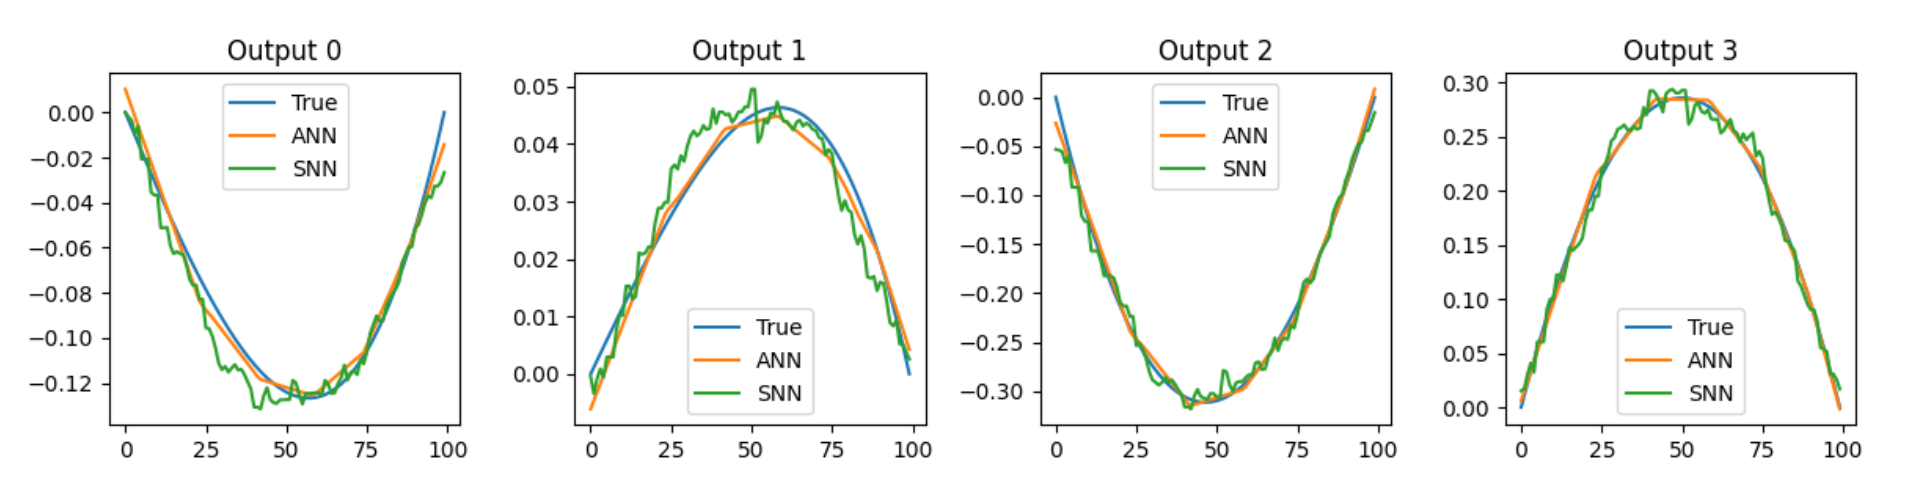 Output 0
0.00
−0.02
−0.04
−0.06
−0.08
−0.10
−0.12
True
ANN
SNN
0 25 50 75 100
Output 1
0.05
0.04
0.03
0.02
0.01
0.00
True
ANN
SNN
0 25 50 75 100
Output 2
0.00
−0.05
−0.10
−0.15
−0.20
−0.25
−0.30
True
ANN
SNN
0 25 50 75 100
Output 3
0.30
0.25
0.20
0.15
0.10
0.05
0.00
True
ANN
SNN
0 25 50 75 100